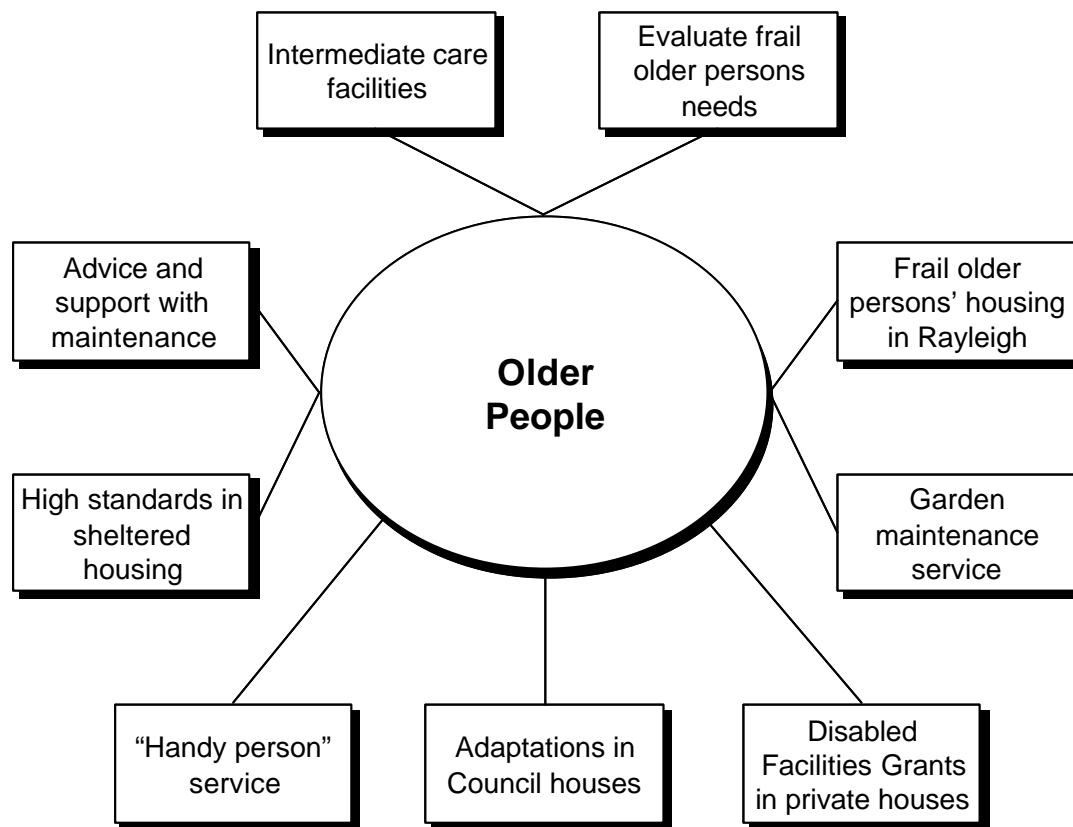 Intermediate care
facilities
Evaluate frail
older persons
needs
Advice and
support with
maintenance
Frail older
persons’ housing
in Rayleigh
Older
People
High standards in
sheltered
housing
Garden
maintenance
service
“Handy person”
service
Adaptations in
Council houses
Disabled
Facilities Grants
in private houses